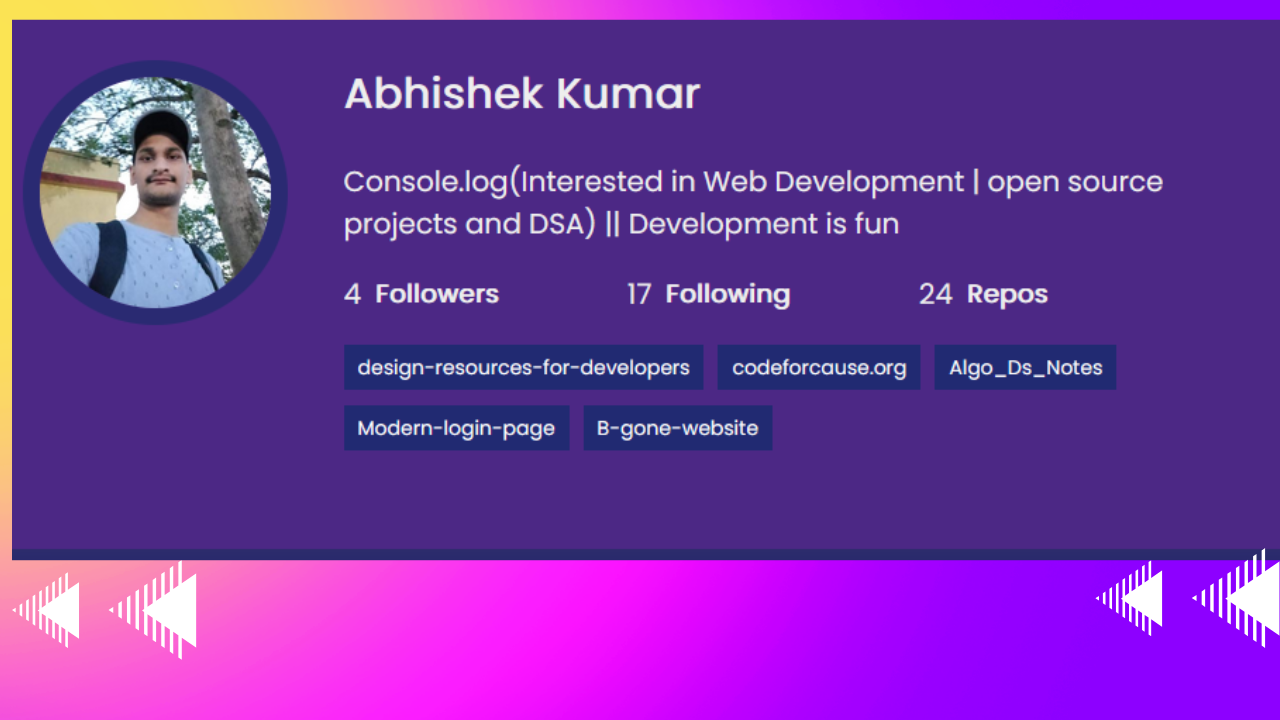 Abhishek Kumar
Console.log(Interested in Web Development | open source
projects and DSA) || Development is fun
4 Followers 17 Following 24 Repos
design-resources-for-developers codeforcause.org Algo_Ds_Notes
Modern-login-page B-gone-website